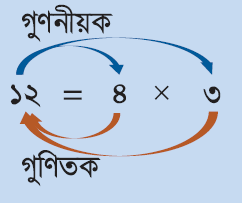 গুণনীয়ক
১২ = ৪ × ৩
গুণিতক